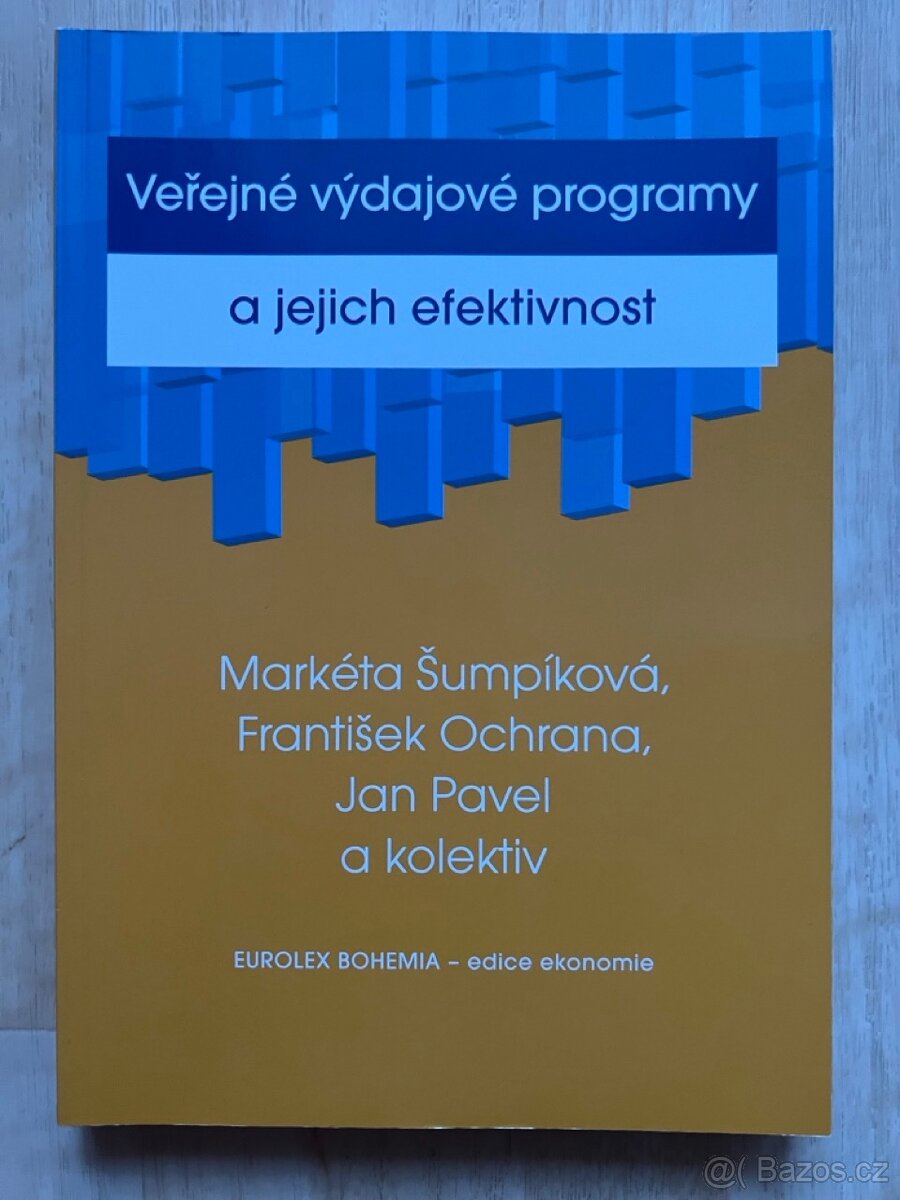 Veřejné výdajové programy
a jejich efektivnost
Markéta Šumpíková,
František Ochrana,
Jan Pavel
a kolektiv
EUROLEX BOHEMIA – edice ekonomie
@( Bazos.cz